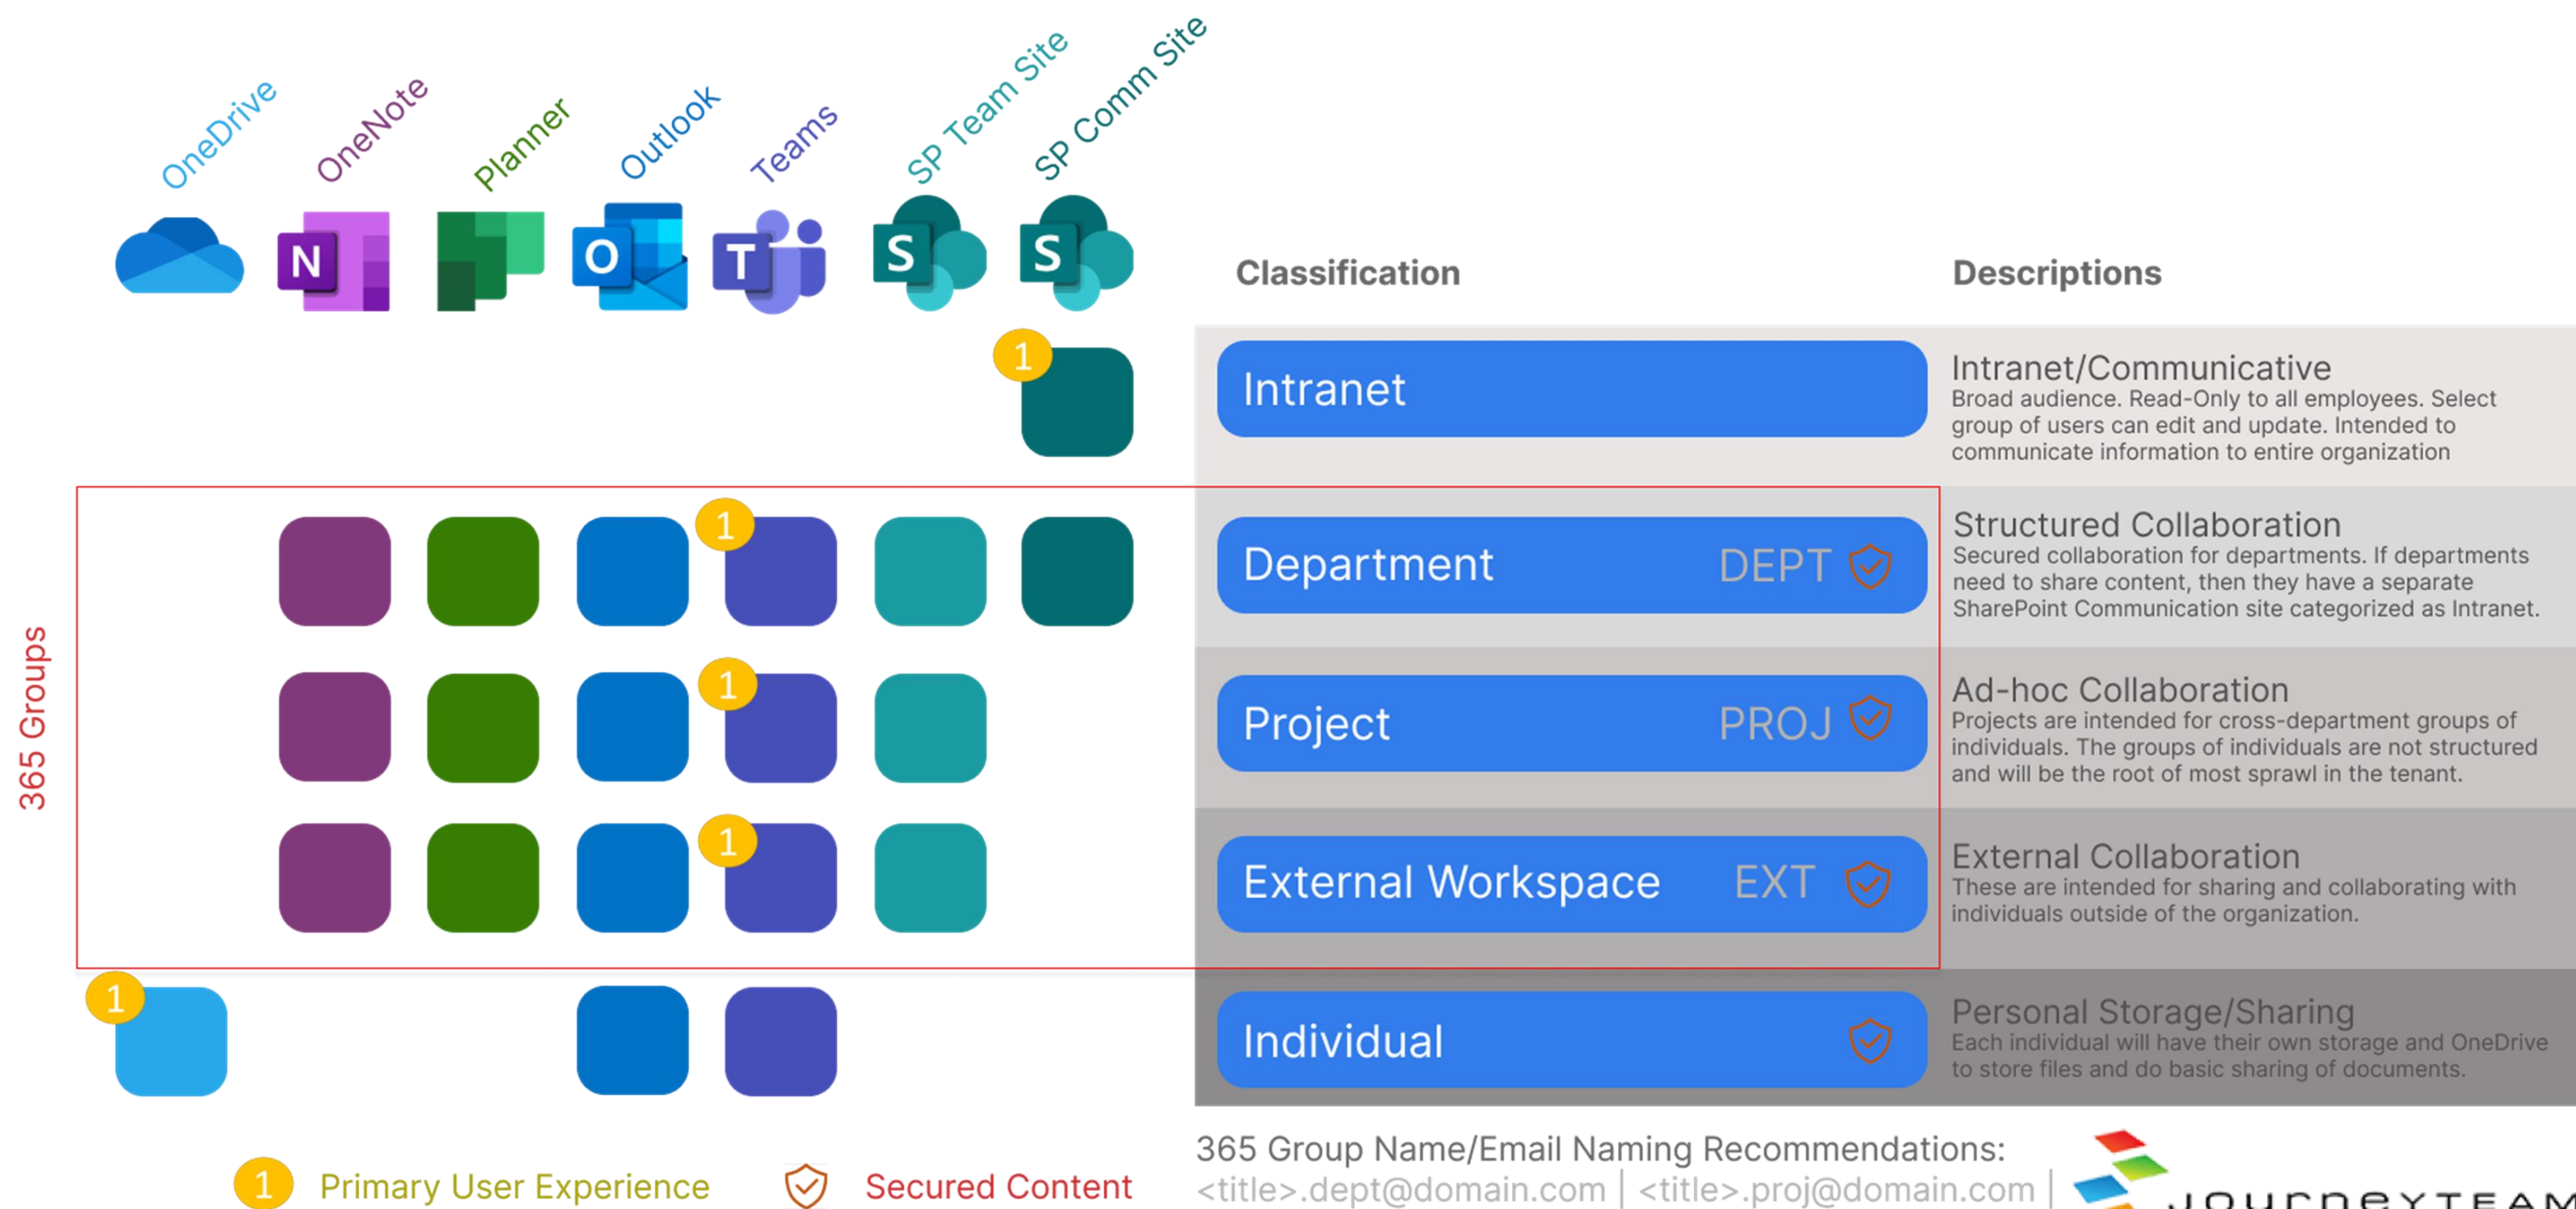 OneDrive
OneNote
Planner
Outlook
Teams
SP Team Site
SP Comm Site
N
O
T
S
S
Classification
Descriptions
1
Intranet
Intranet/Communicative
Broad audience. Read-Only to all employees. Select
group of users can edit and update. Intended to
communicate information to entire organization
365 Groups
1
Department
DEPT
Structured Collaboration
Secured collaboration for departments. If departments
need to share content, then they have a separate
SharePoint Communication site categorized as Intranet.
1
Project
PROJ
Ad-hoc Collaboration
Projects are intended for cross-department groups of
individuals. The groups of individuals are not structured
and will be the root of most sprawl in the tenant.
1
External Workspace
EXT
External Collaboration
These are intended for sharing and collaborating with
individuals outside of the organization.
1
Individual
Personal Storage/Sharing
Each individual will have their own storage and OneDrive
to store files and do basic sharing of documents.
1 Primary User Experience
Secured Content
365 Group Name/Email Naming Recommendations:
<title>.dept@domain.com | <title>.proj@domain.com |
JOURNEYTEAM